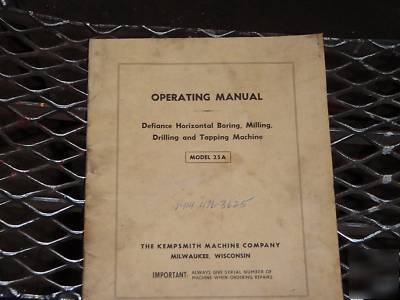 OPERATING MANUAL
Defiance Horizontal Boring, Milling,
Drilling and Tapping Machine
MODEL 25A
THE KEMPSMITH MACHINE COMPANY
MILWAUKEE, WISCONSIN
IMPORTANT: ALWAYS GIVE SERIAL NUMBER OF
MACHINE WHEN ORDERING REPAIRS